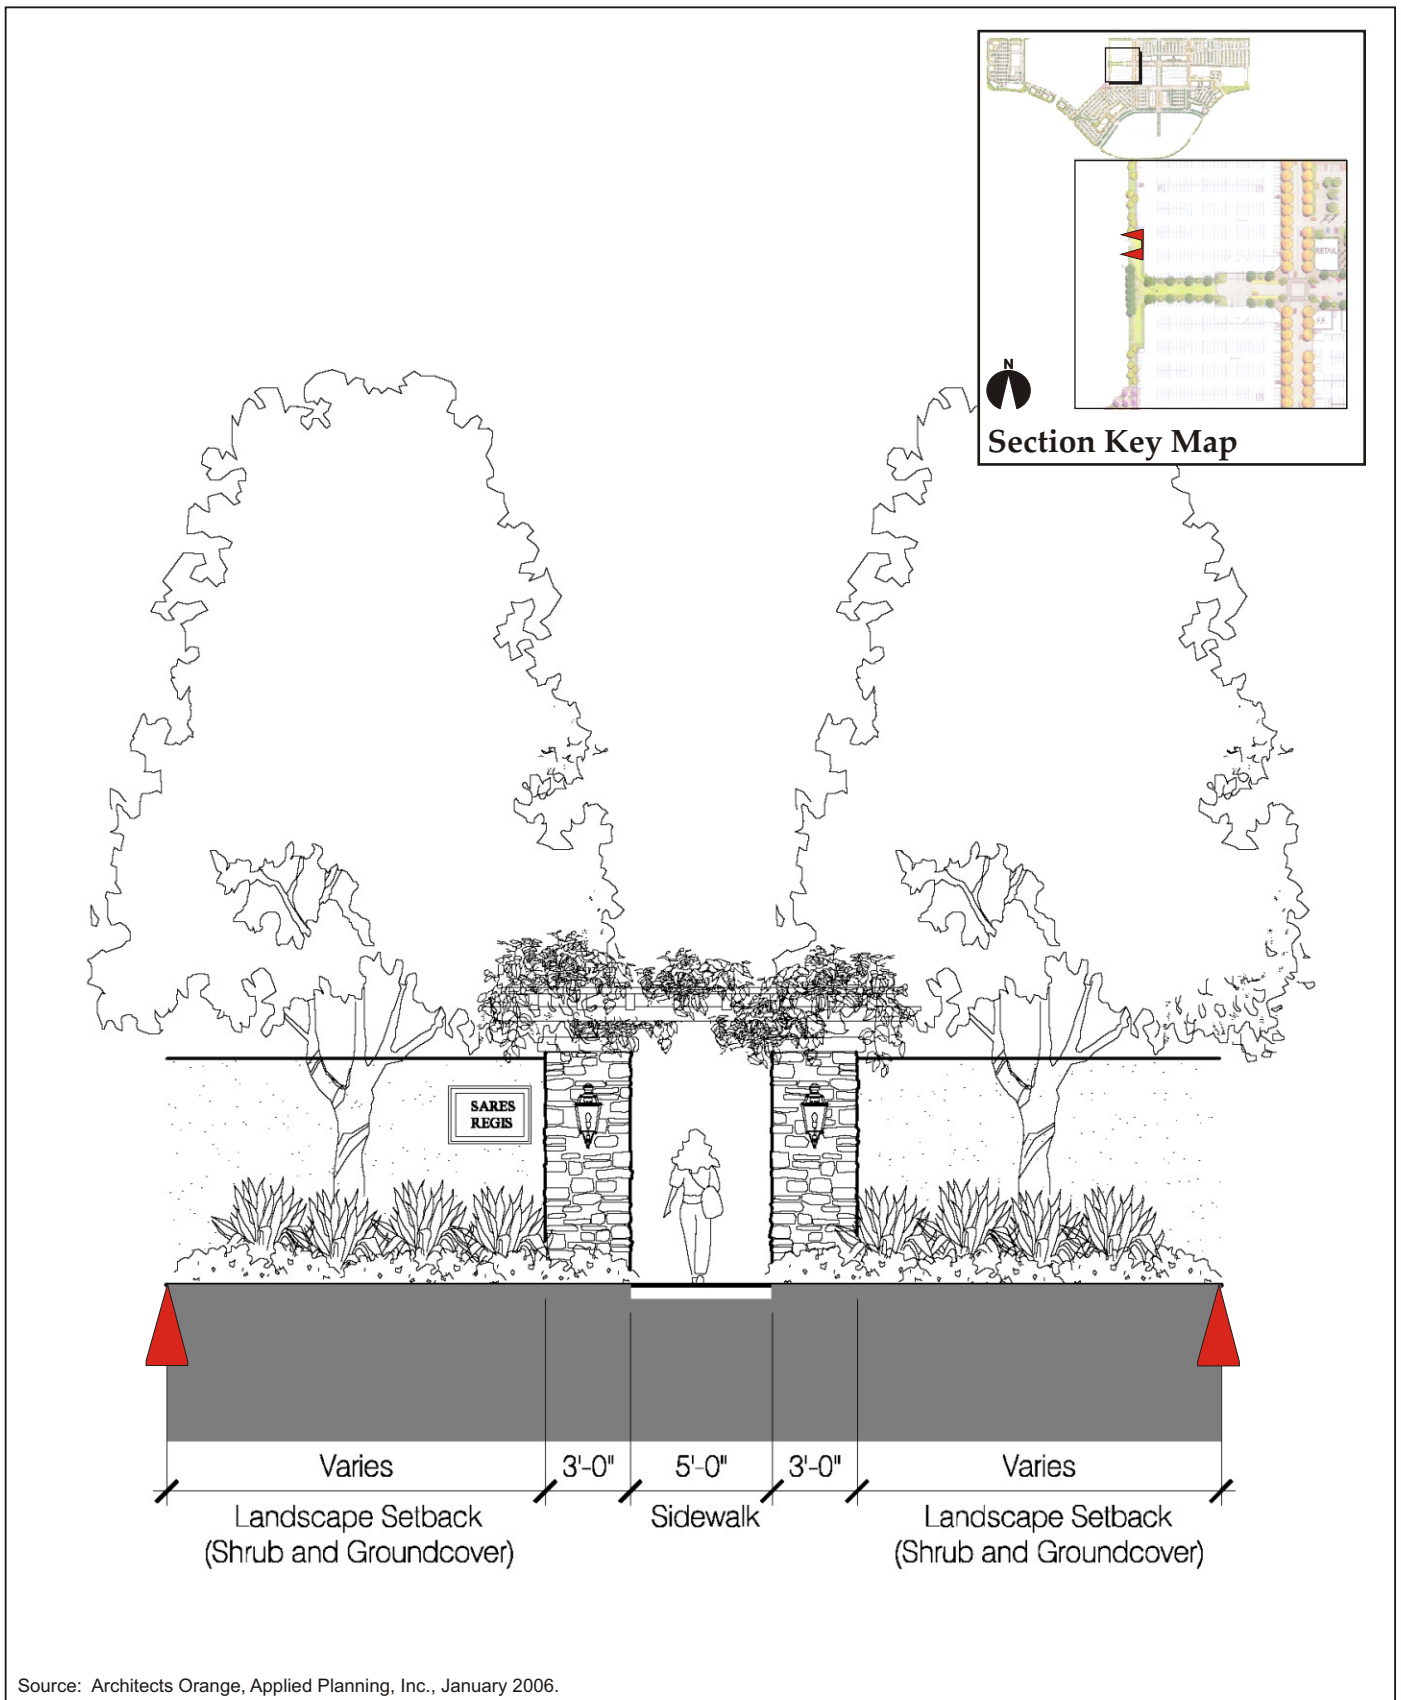 RETAIL
N
Section Key Map
SARES
REGIS
Varies
3'-0"
5'-0"
3'-0"
Varies
Landscape Setback
(Shrub and Groundcover)
Sidewalk
Landscape Setback
(Shrub and Groundcover)
Source: Architects Orange, Applied Planning, Inc., January 2006.